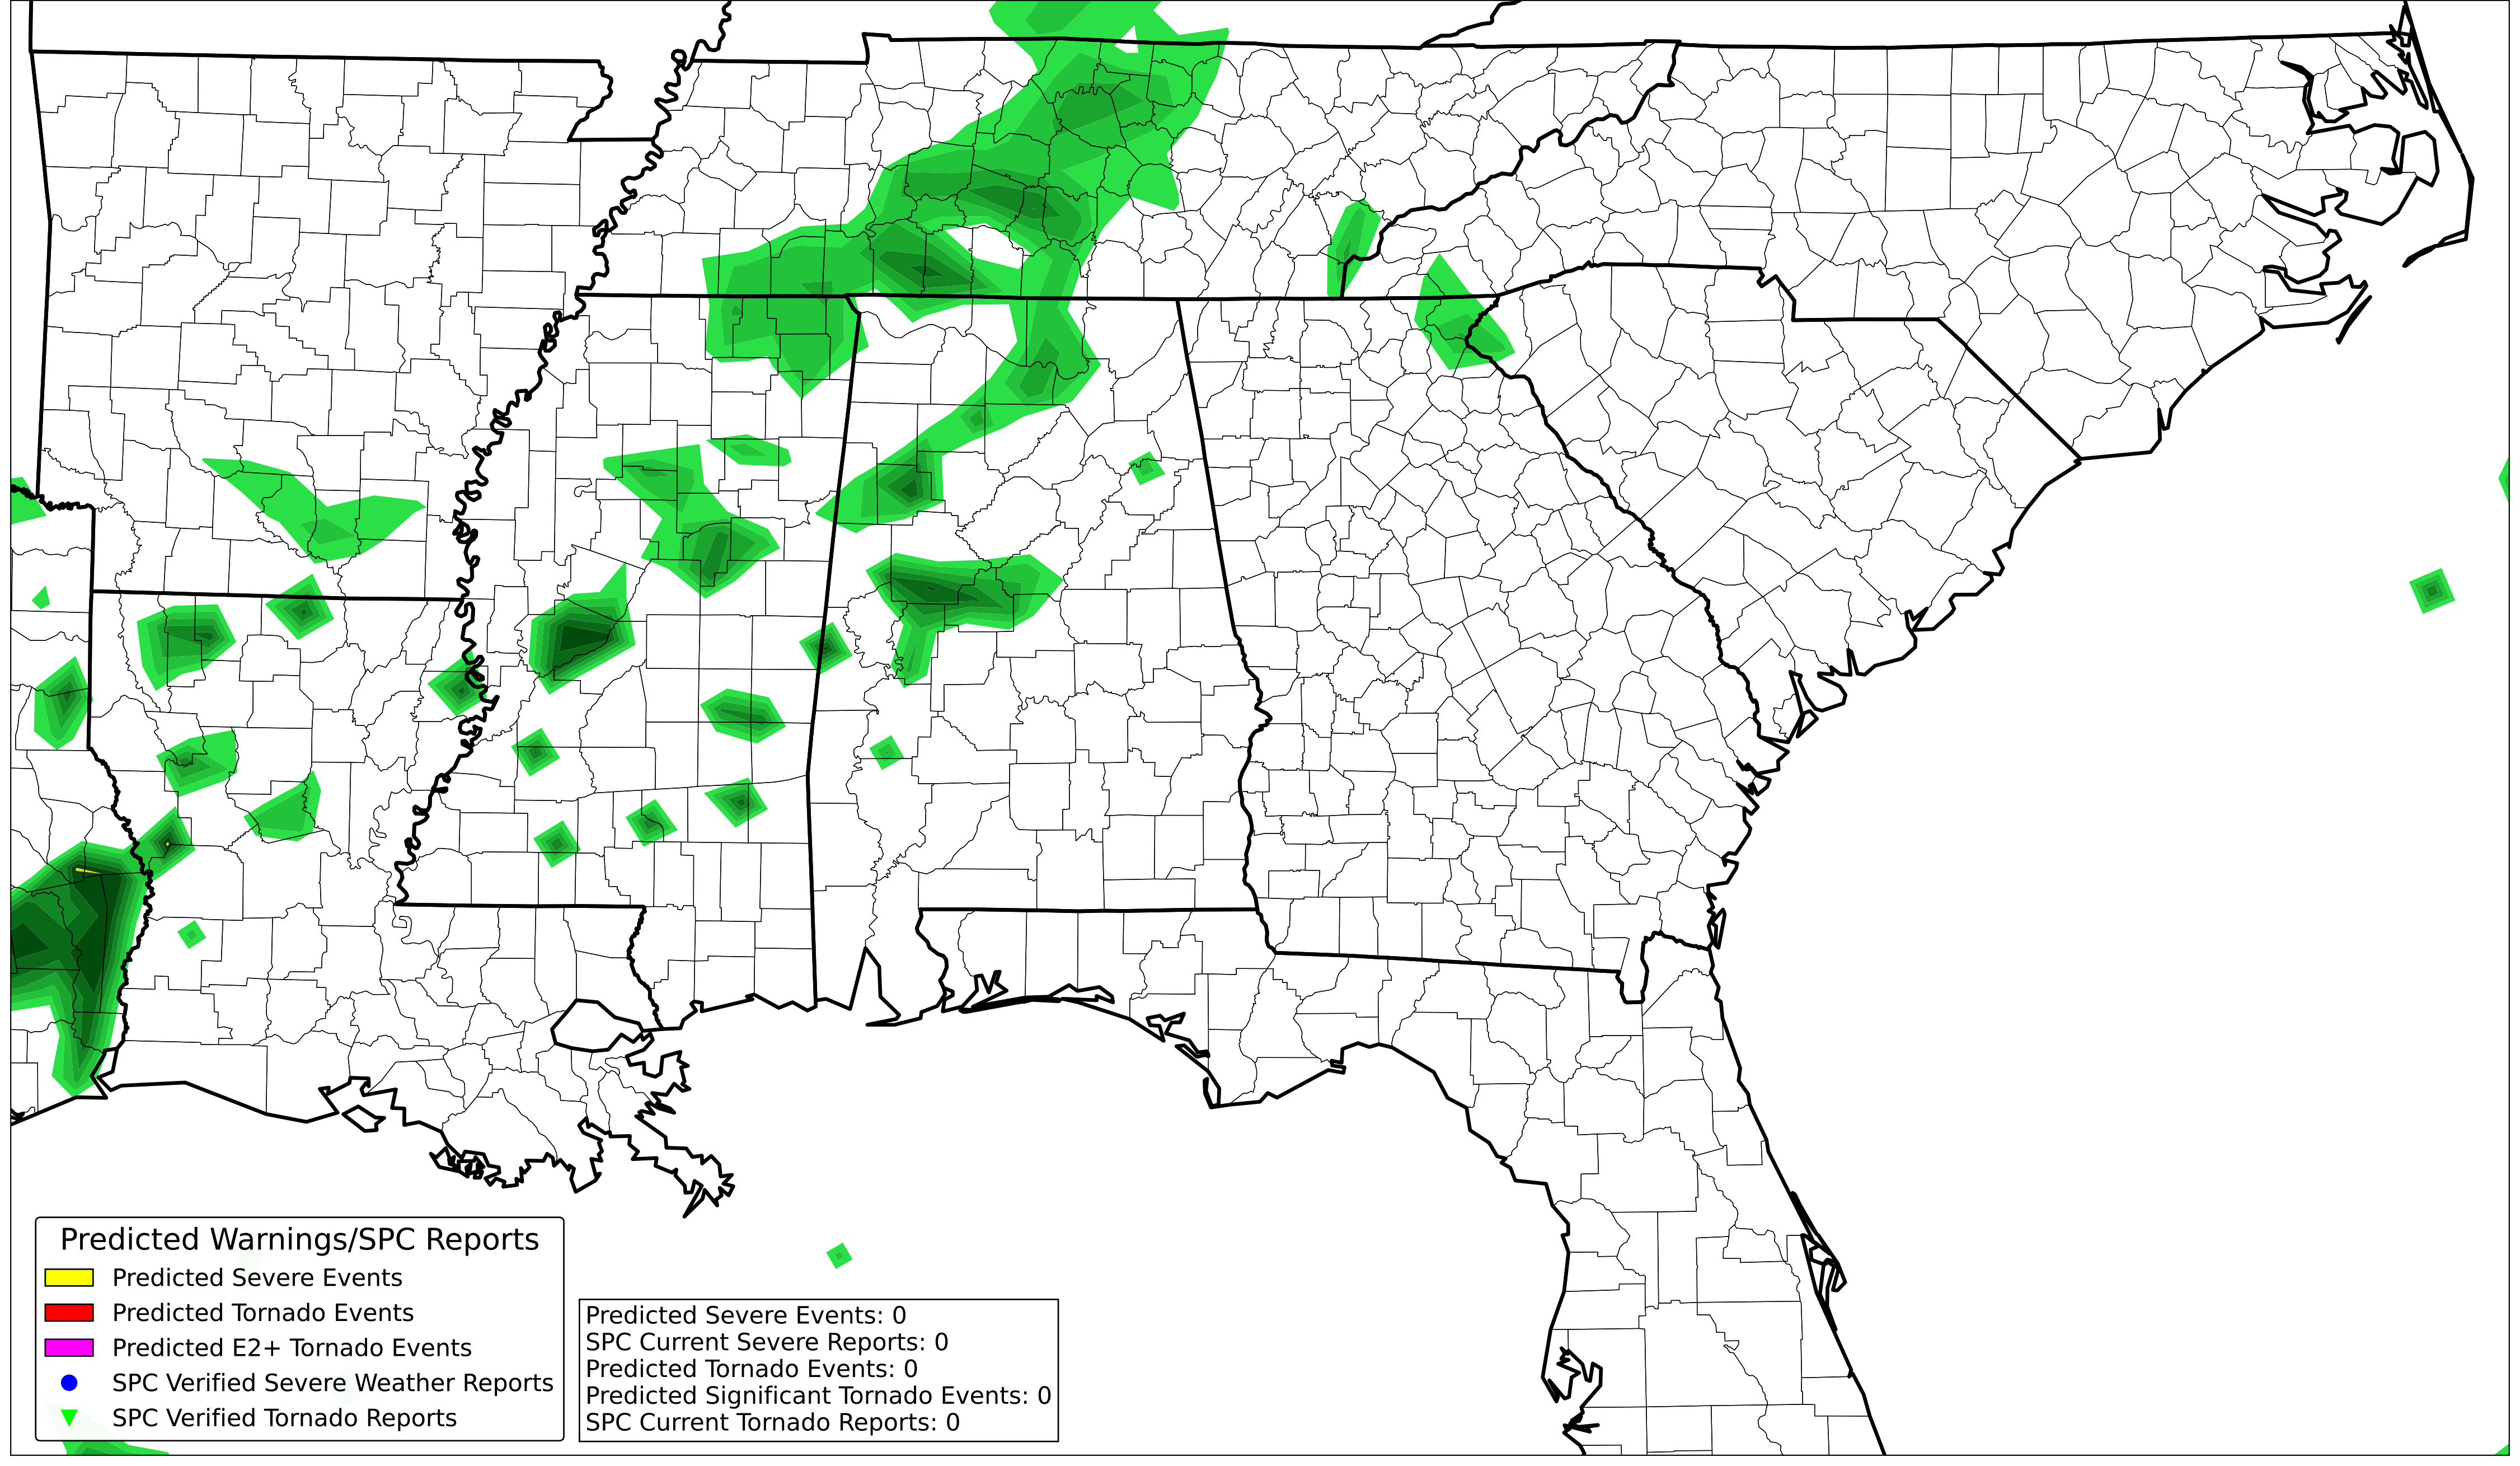 Predicted Warnings/SPC Reports
Predicted Severe Events
Predicted Tornado Events
Predicted E2+ Tornado Events
SPC Verified Severe Weather Reports
SPC Verified Tornado Reports
Predicted Severe Events: 0
SPC Current Severe Reports: 0
Predicted Tornado Events: 0
Predicted Significant Tornado Events: 0
SPC Current Tornado Reports: 0